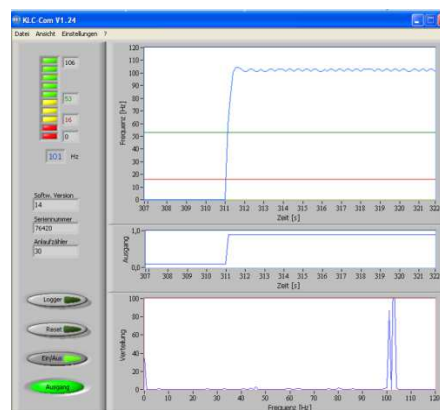 KLC-Com V1.24
Datei Ansicht Einstellungen ?
106
53
16
0
101 Hz
Softw. Version
14
Seriennummer
76420
Anlaufzähler
30
Logger
Reset
Ein/Aus
Ausgang
Frequenz [Hz]
120
110
100
90
80
70
60
50
40
30
20
10
0
307 308 309 310 311 312 313 314 315 316 317 318 319 320 321 322
Zeit [s]
Ausgang
1,0
0,0
307 308 309 310 311 312 313 314 315 316 317 318 319 320 321 322
Zeit [s]
Verteilung
100
80
60
40
20
0
0 10 20 30 40 50 60 70 80 90 100 110 120
Frequenz [Hz]